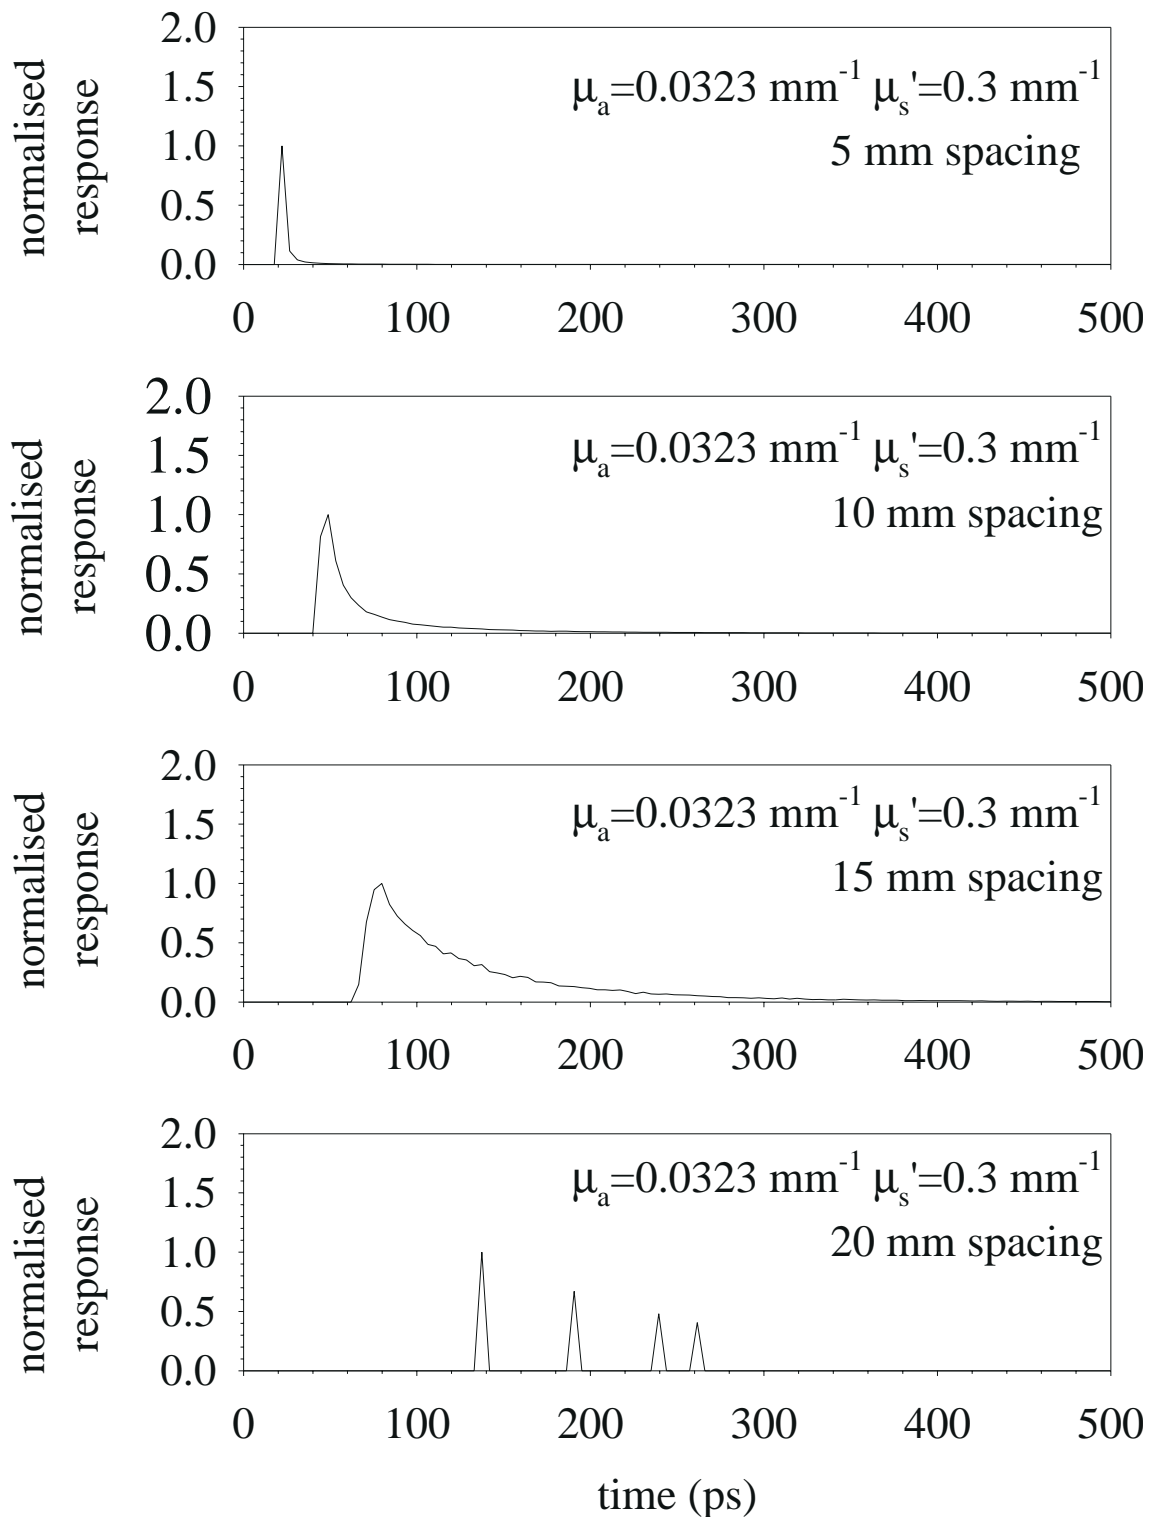 2.0
1.5
1.0
0.5
0.0
normalised
response
μa=0.0323 mm-1 μs'=0.3 mm-1
5 mm spacing
0 100 200 300 400 500
2.0
1.5
1.0
0.5
0.0
normalised
response
μa=0.0323 mm-1 μs'=0.3 mm-1
10 mm spacing
0 100 200 300 400 500
2.0
1.5
1.0
0.5
0.0
normalised
response
μa=0.0323 mm-1 μs'=0.3 mm-1
15 mm spacing
0 100 200 300 400 500
2.0
1.5
1.0
0.5
0.0
normalised
response
μa=0.0323 mm-1 μs'=0.3 mm-1
20 mm spacing
0 100 200 300 400 500
time (ps)